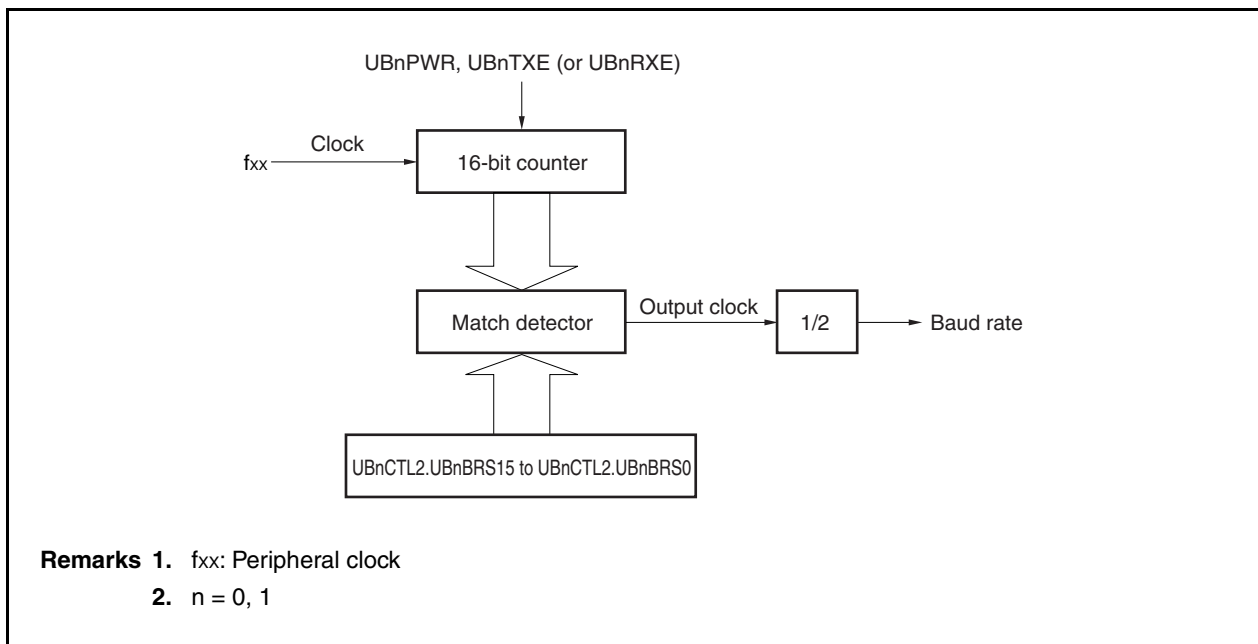 UBnPWR, UBnTXE (or UBnRXE)
Clock
fxx
16-bit counter
Match detector
Output clock
1/2
Baud rate
UBnCTL2.UBnBRS15 to UBnCTL2.UBnBRS0
Remarks 1. fxx: Peripheral clock
2. n = 0, 1